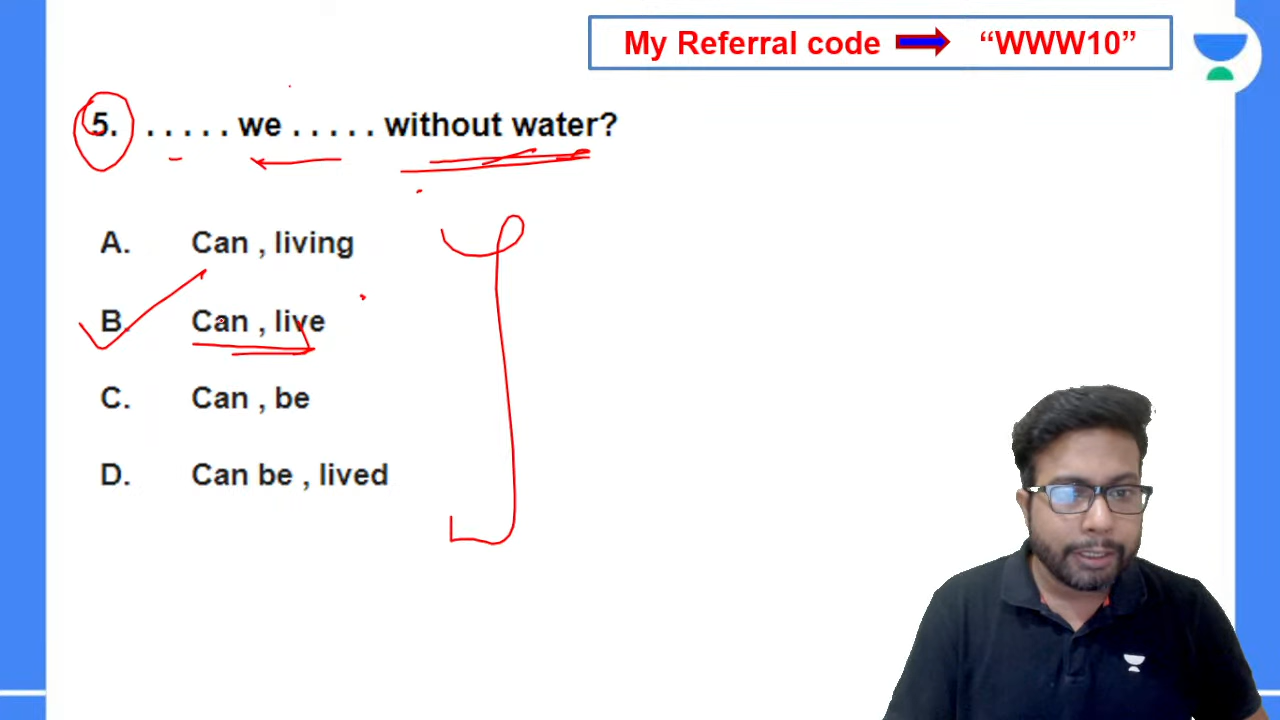 My Referral code “WWW10”
5. . . . . . we . . . . . without water?
A. Can , living
B. Can , live
C. Can , be
D. Can be , lived